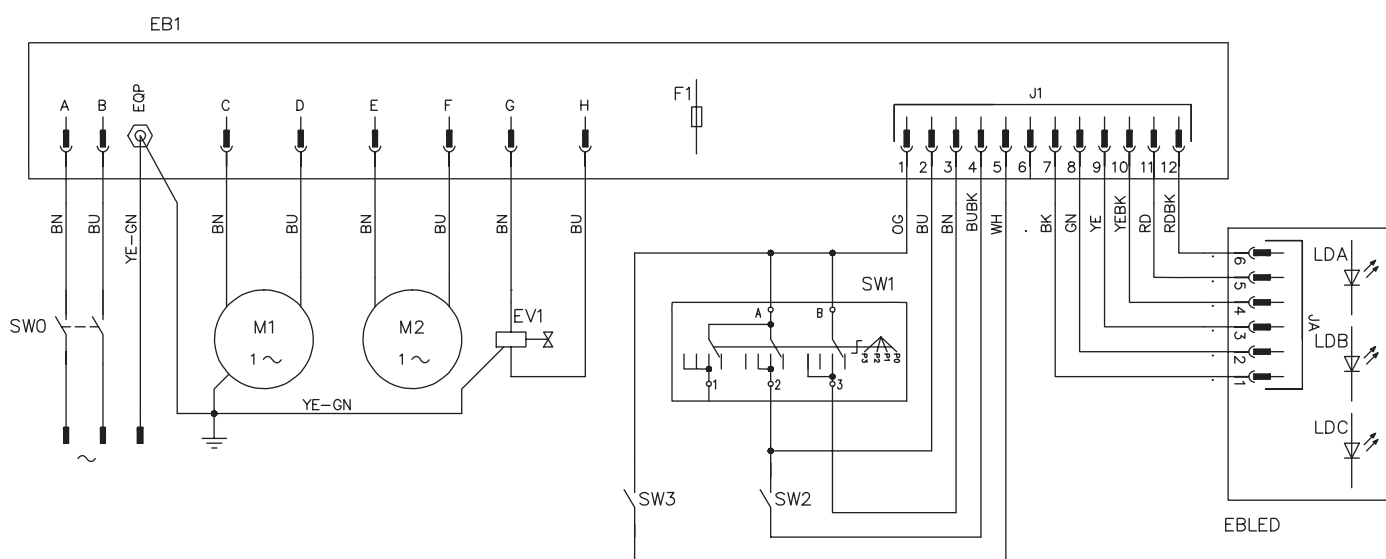 EB1
A B EQP C D E F G H F1 J1
1 2 3 4 5 6 7 8 9 10 11 12
BN BU YE-GN BN BU BN BU BN BU OG BU BN BUBK WH . BK GN YE YEBK RD RDBK
SW0
M1
1~
M2
1~
EV1
YE-GN
~
SW1
A B
P3 P2 P1 P0
1 2 3
SW3
SW2
6
5
4
3
2
1
JA
LDA
LDB
LDC
EBLED